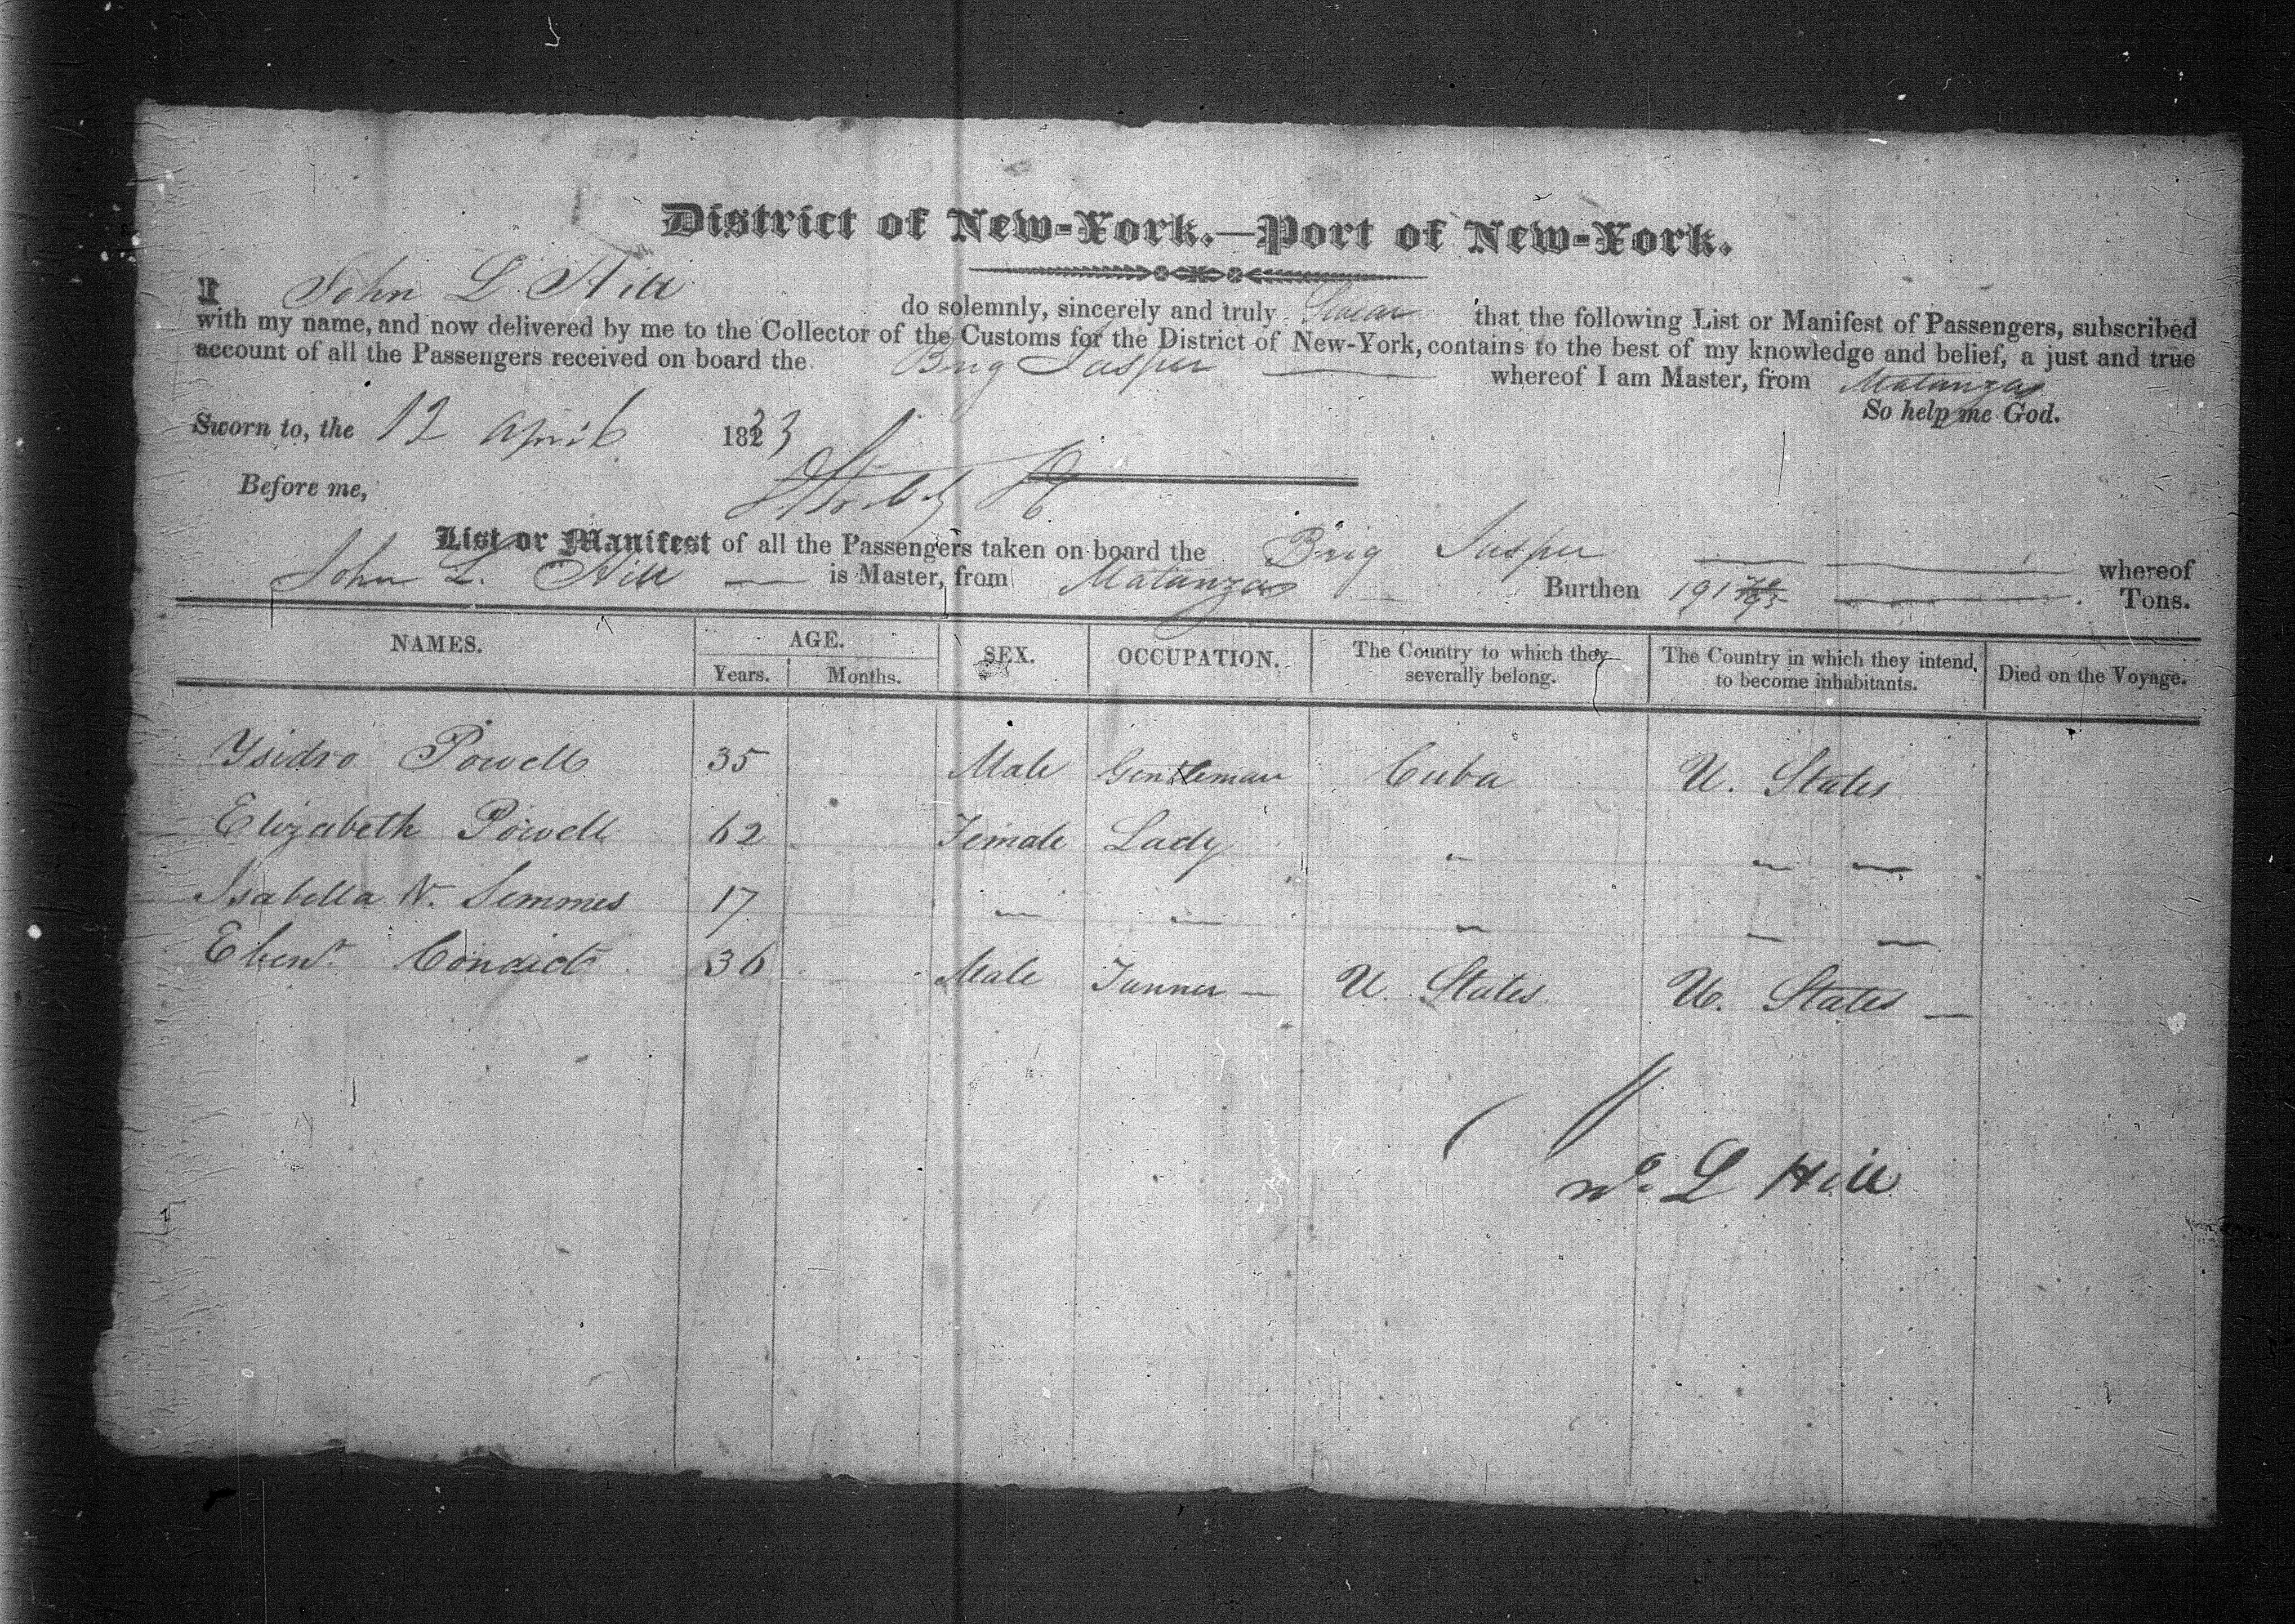 District of New-York.—Port of New-York.
I John L. Hill do solemnly, sincerely and truly Swear that the following List or Manifest of Passengers, subscribed
with my name, and now delivered by me to the Collector of the Customs for the District of New-York, contains to the best of my knowledge and belief, a just and true
account of all the Passengers received on board the Brig Jasper whereof I am Master, from Matanzas
So help me God.
Sworn to, the 12 April 1833
Before me,
List or Manifest of all the Passengers taken on board the Brig Jasper whereof
John L. Hill is Master, from Matanzas Burthen 191 Tons.
NAMES. AGE. SEX. OCCUPATION. The Country to which they severally belong. The Country in which they intend to become inhabitants. Died on the Voyage.
Years. Months.
Ysidro Powell 35 Male Gentleman Cuba U. States
Elizabeth Powell 62 Female Lady " " "
Isabella N. Semmes 17 " " " " "
Ebenr. Condict 36 Male Tanner — U. States U. States —
L Hill